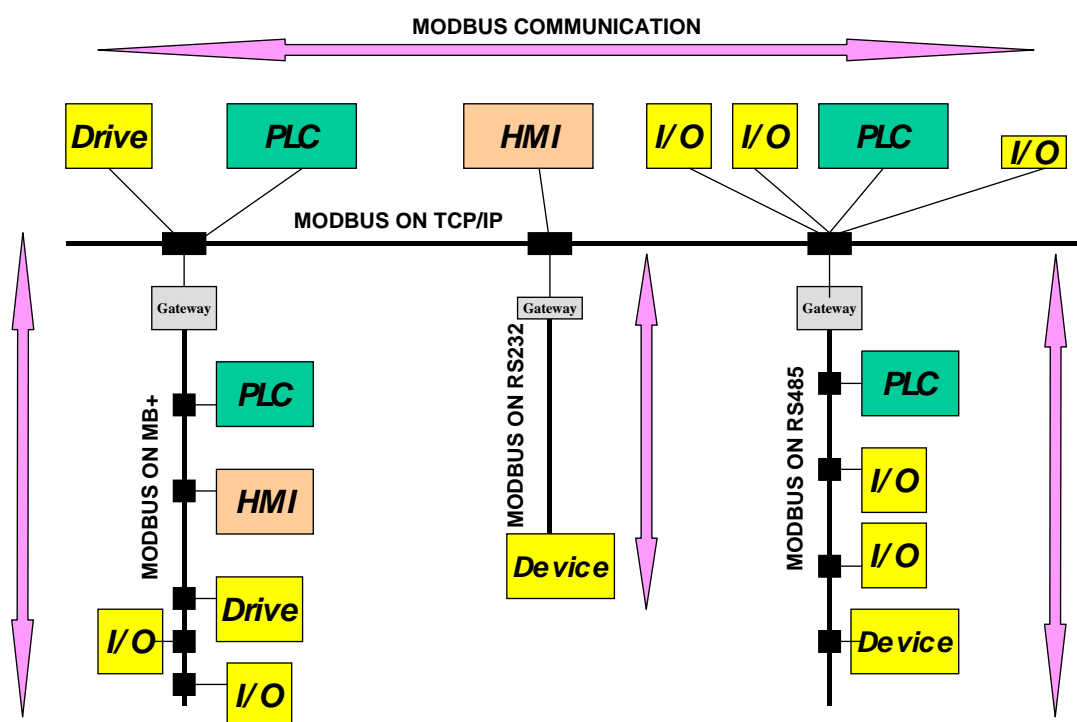 MODBUS COMMUNICATION
Drive
PLC
HMI
I/O
I/O
PLC
I/O
MODBUS ON TCP/IP
Gateway
Gateway
Gateway
MODBUS ON MB+
MODBUS ON RS232
MODBUS ON RS485
PLC
HMI
Drive
I/O
I/O
Device
PLC
I/O
I/O
Device